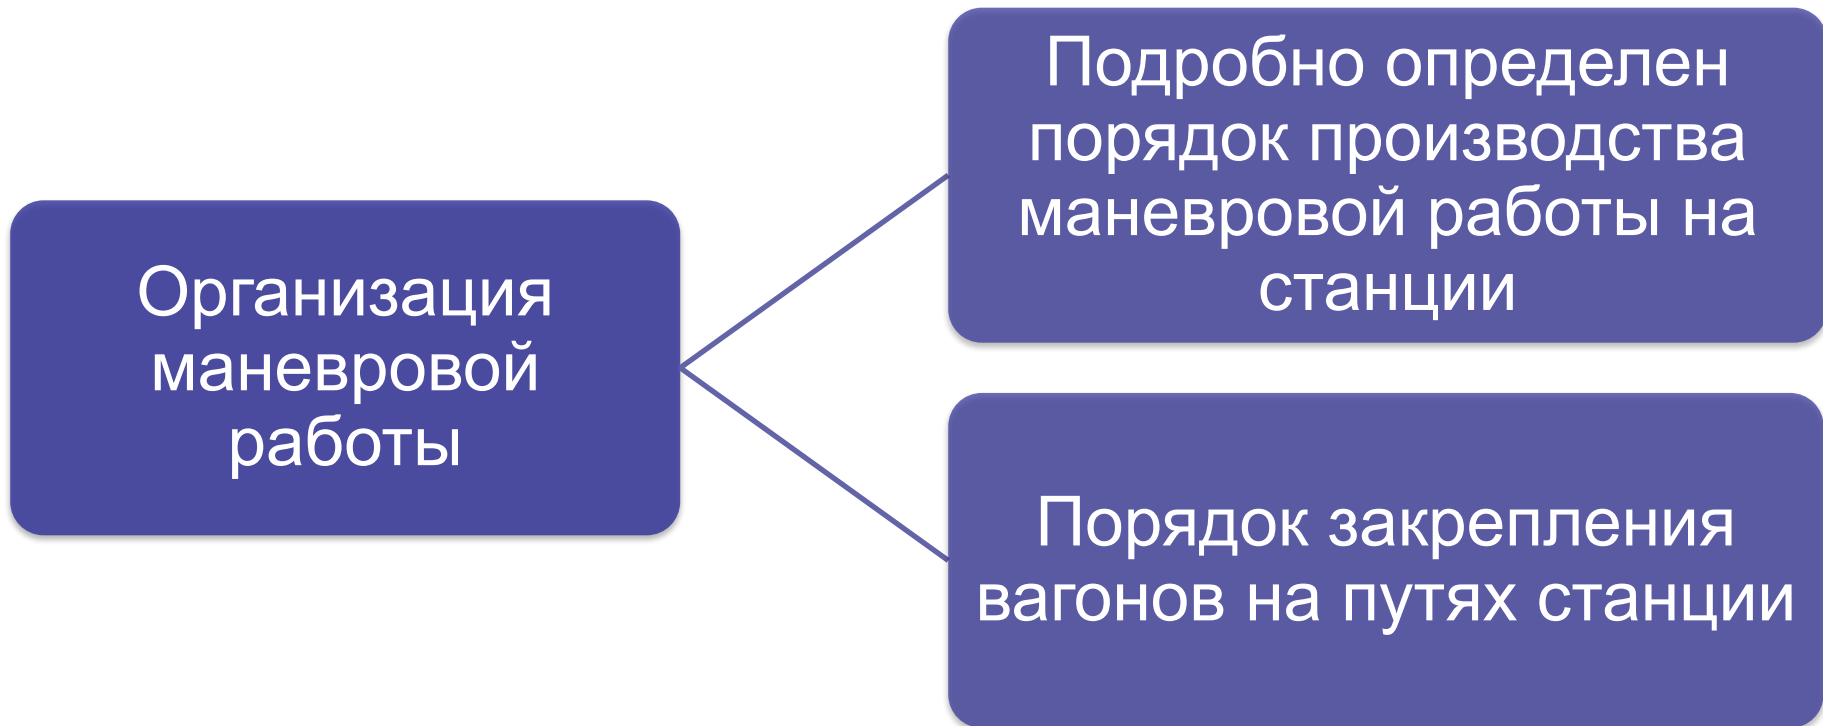 Организация
маневровой
работы
Подробно определен
порядок производства
маневровой работы на
станции
Порядок закрепления
вагонов на путях станции